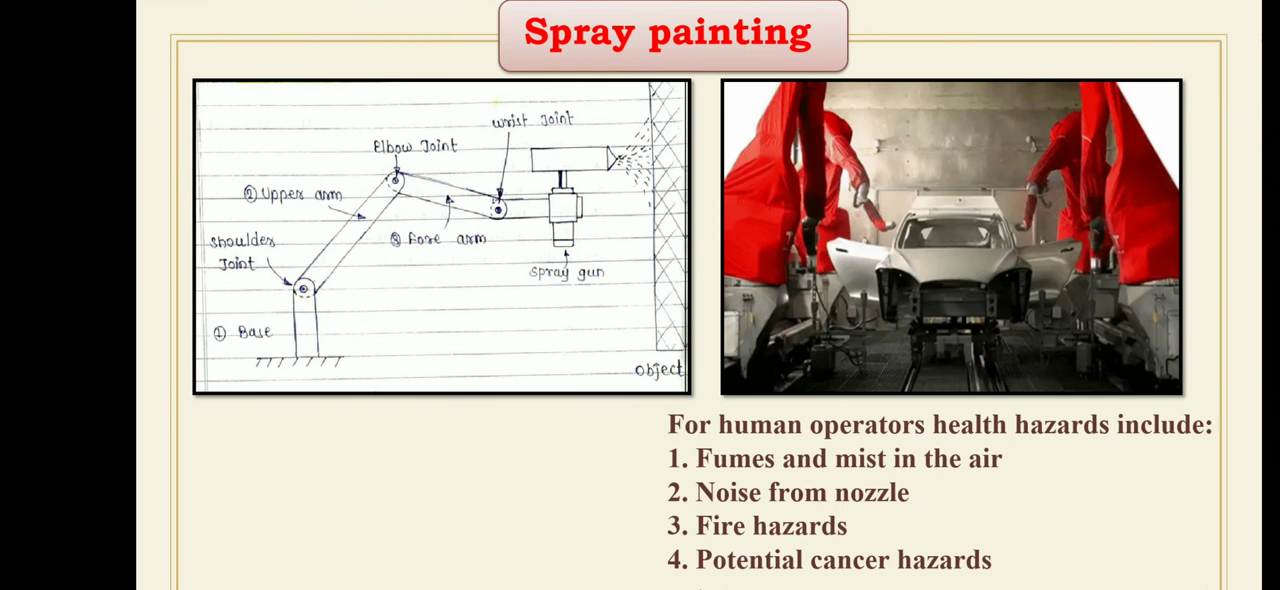 Spray painting
wrist Joint
Elbow Joint
② Upper arm
shoulder
Joint
③ Fore arm
Spray gun
① Base
object
For human operators health hazards include:
1. Fumes and mist in the air
2. Noise from nozzle
3. Fire hazards
4. Potential cancer hazards